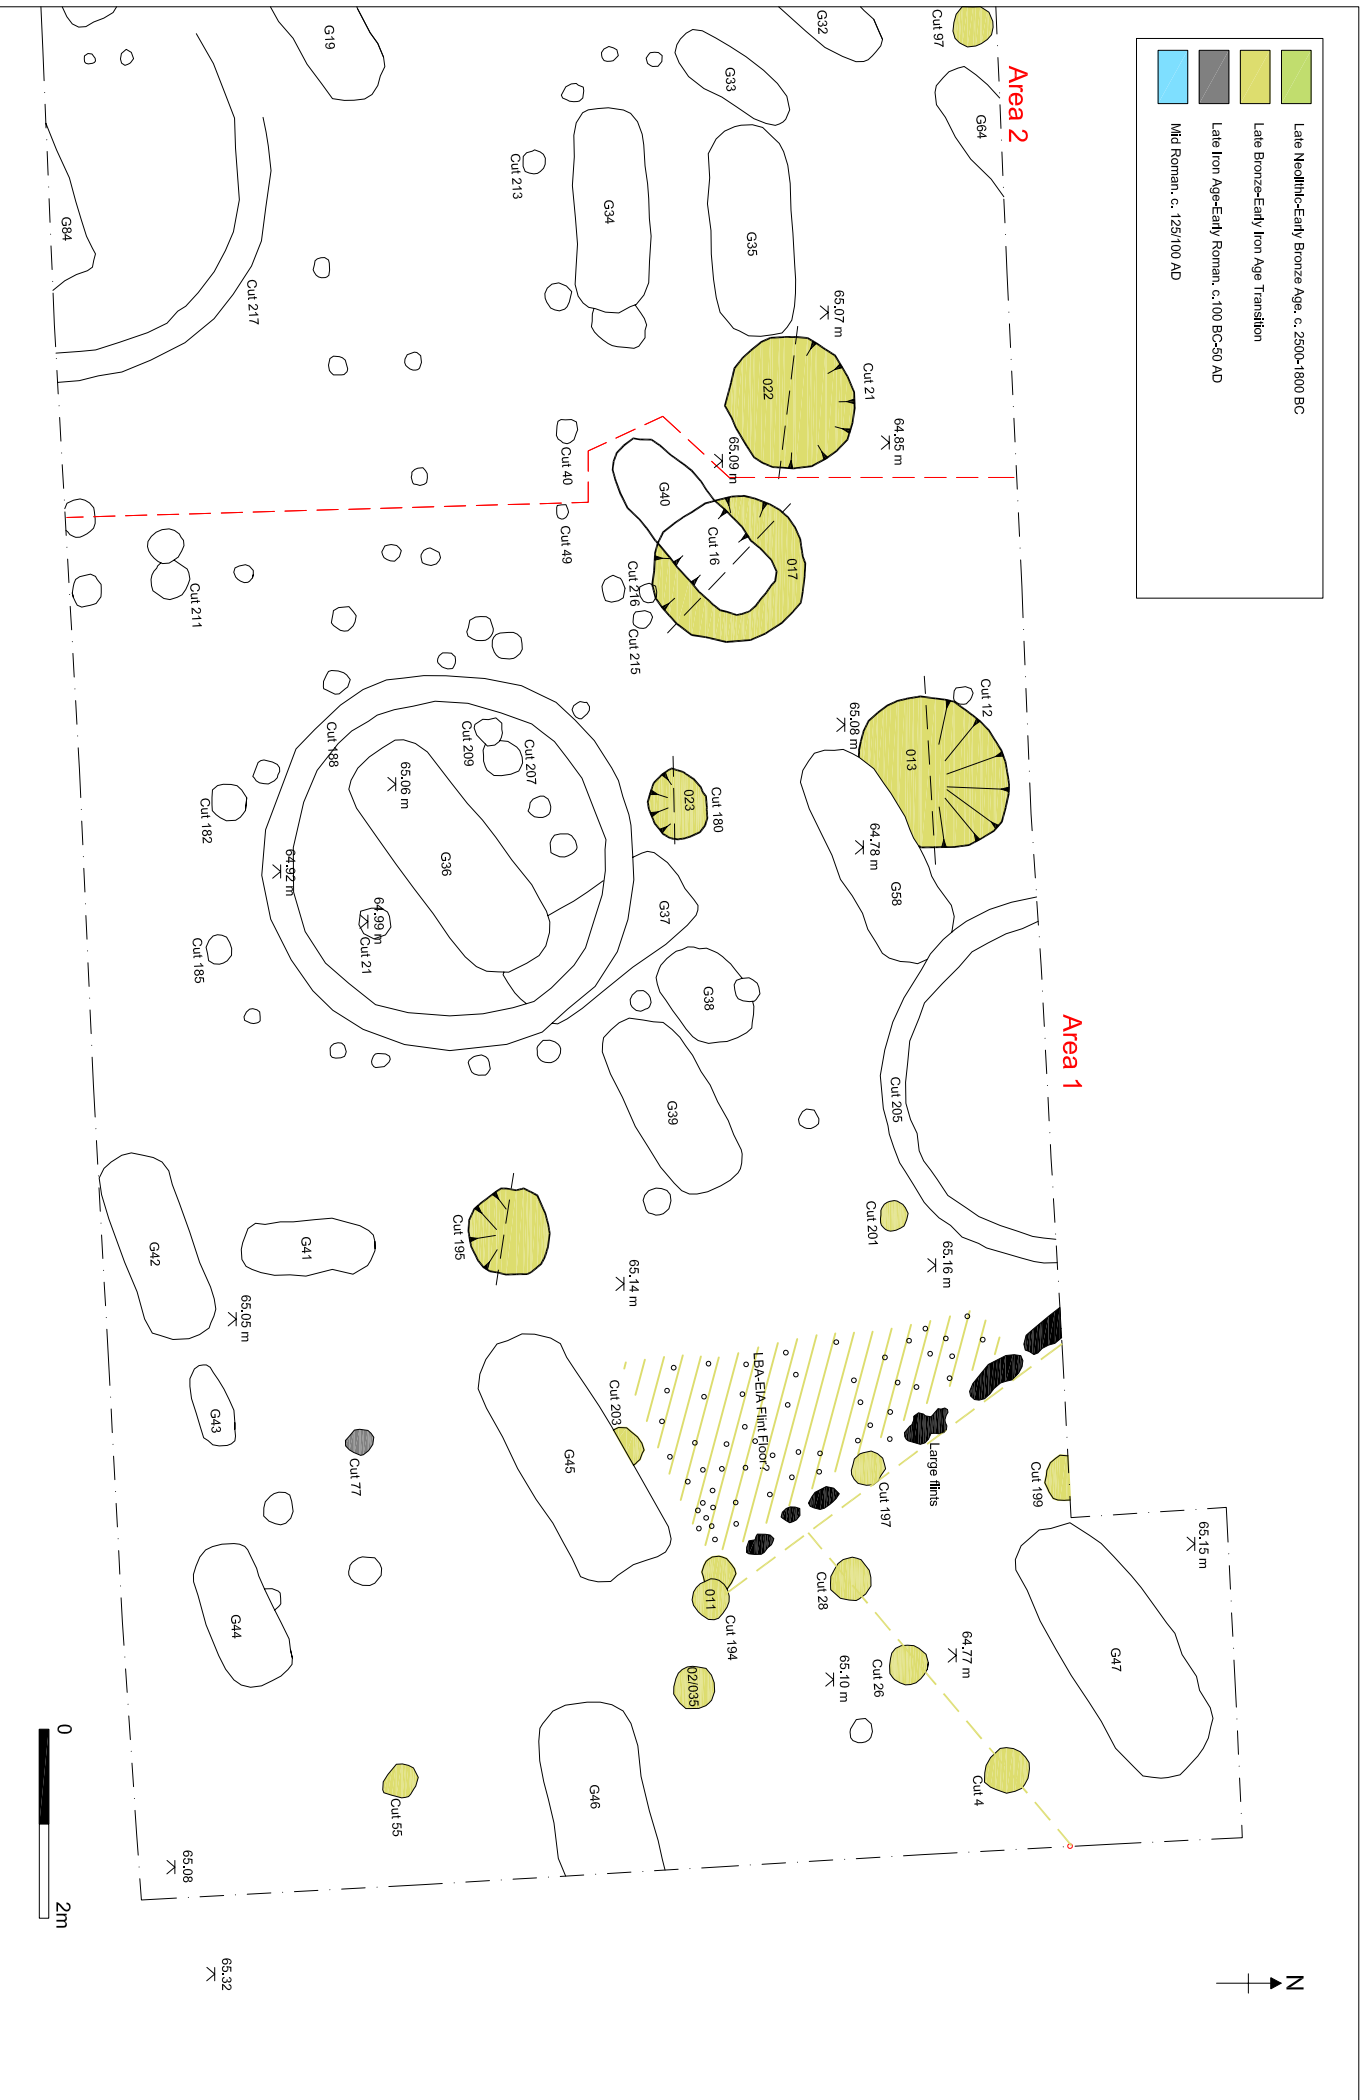 Late Neolithic-Early Bronze Age. c. 2500-1800 BC
Late Bronze-Early Iron Age Transition
Late Iron Age-Early Roman. c.100 BC-50 AD
Mid Roman. c. 125/100 AD
Area 2
Area 1
N
Cut 97
G64
G32
G33
G19
G35
G34
Cut 213
G84
Cut 217
65.07 m
Cut 21
022
64.85 m
65.09 m
Cut 40
G40
Cut 49
Cut 16
017
Cut 216
Cut 215
Cut 211
Cut 12
65.08 m
013
64.78 m
G58
Cut 180
023
Cut 188
Cut 209
Cut 207
65.06 m
G36
Cut 182
64.92 m
64.99 m
Cut 21
Cut 185
G37
G38
G39
Cut 205
Cut 201
65.16 m
Cut 195
65.14 m
G42
G41
65.05 m
G43
Cut 77
G45
Cut 203
LBA-EIA Flint Floor?
Large flints
Cut 197
Cut 199
65.15 m
G47
Cut 28
011
Cut 194
Cut 26
64.77 m
65.10 m
02/035
Cut 4
G44
G46
Cut 55
65.08
65.32
0
2m